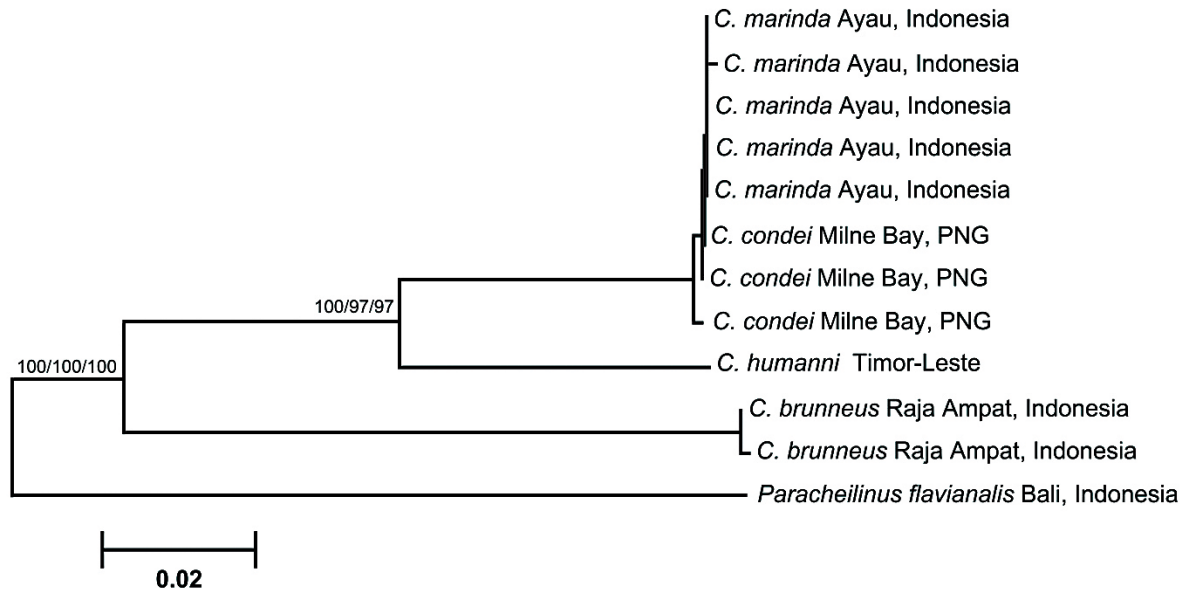 C. marinda Ayau, Indonesia
C. marinda Ayau, Indonesia
C. marinda Ayau, Indonesia
C. marinda Ayau, Indonesia
C. marinda Ayau, Indonesia
C. condei Milne Bay, PNG
C. condei Milne Bay, PNG
100/97/97
C. condei Milne Bay, PNG
C. humanni Timor-Leste
100/100/100
C. brunneus Raja Ampat, Indonesia
C. brunneus Raja Ampat, Indonesia
Paracheilinus flavianalis Bali, Indonesia
0.02